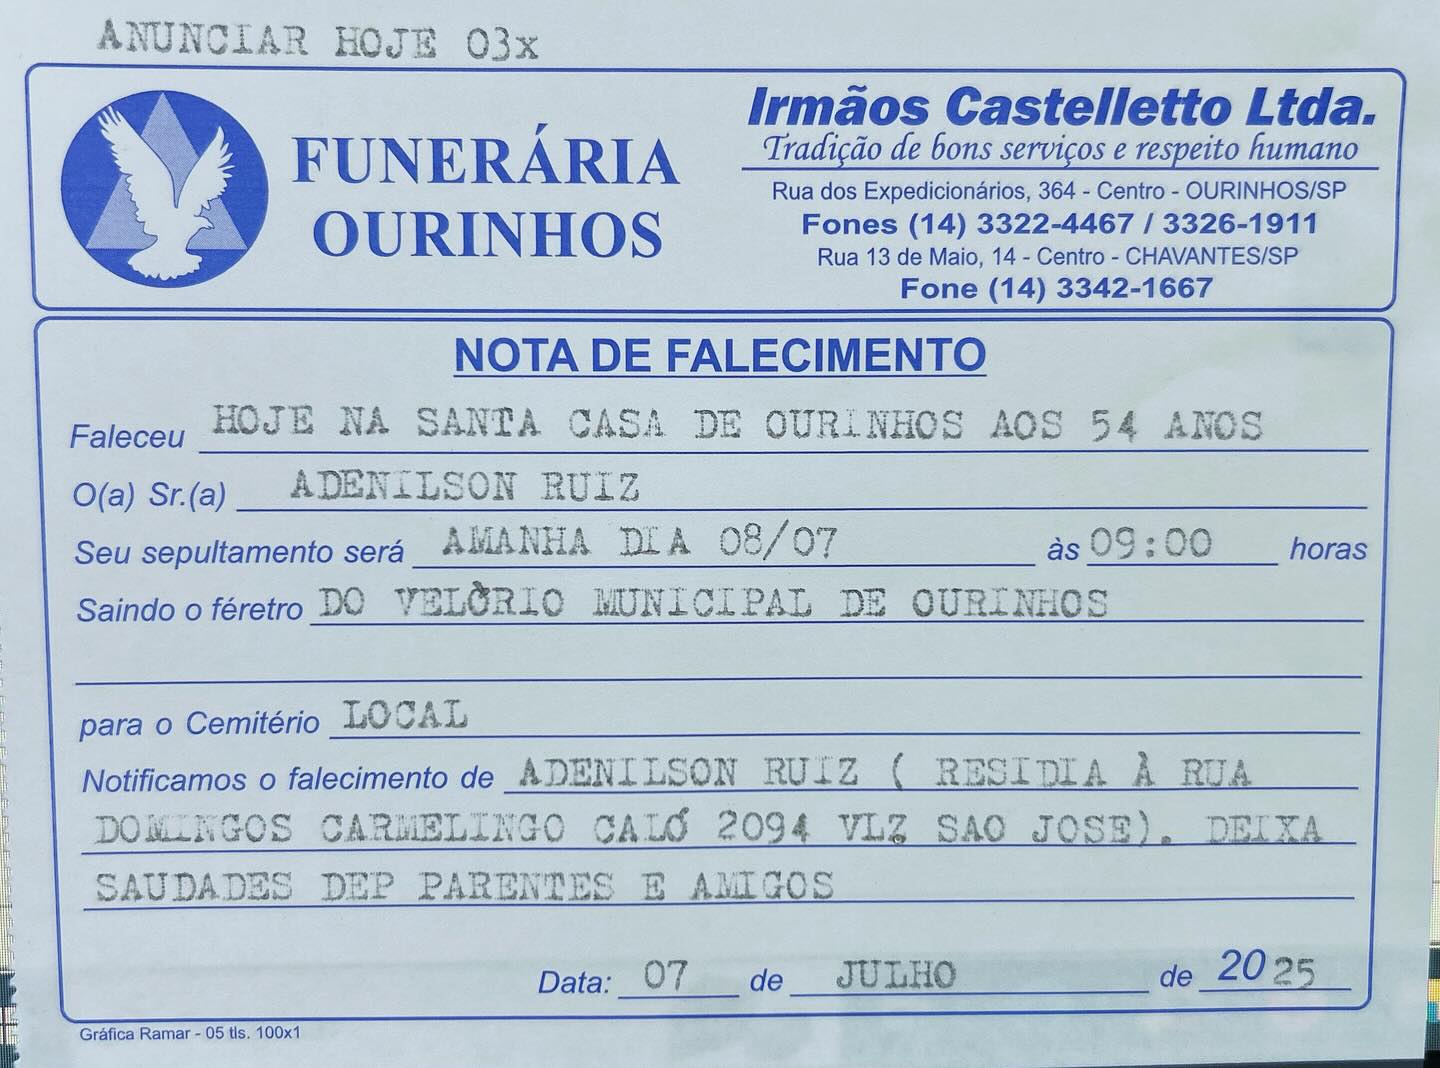 ANUNCIAR HOJE 03x
FUNERÁRIA
OURINHOS
Irmãos Castelletto Ltda.
Tradição de bons serviços e respeito humano
Rua dos Expedicionários, 364 - Centro - OURINHOS/SP
Fones (14) 3322-4467 / 3326-1911
Rua 13 de Maio, 14 - Centro - CHAVANTES/SP
Fone (14) 3342-1667
NOTA DE FALECIMENTO
Faleceu HOJE NA SANTA CASA DE OURINHOS AOS 54 ANOS
O(a) Sr.(a) ADENILSON RUIZ
Seu sepultamento será AMANHA DIA 08/07 às 09:00 horas
Saindo o féretro DO VELÒRIO MUNICIPAL DE OURINHOS
para o Cemitério LOCAL
Notificamos o falecimento de ADENILSON RUIZ ( RESIDIA À RUA
DOMINGOS CARMELINGO CALÓ 2094 VLZ SAO JOSE). DEIXA
SAUDADES DEP PARENTES E AMIGOS
Data: 07 de JULHO de 2025
Gráfica Ramar - 05 tls. 100x1